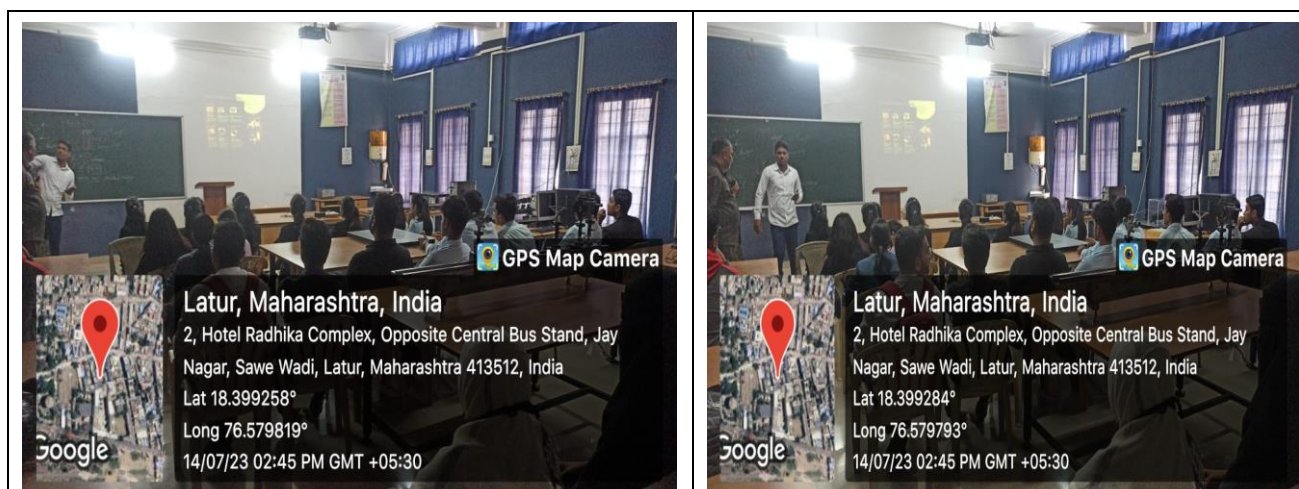 GPS Map Camera
Latur, Maharashtra, India
2, Hotel Radhika Complex, Opposite Central Bus Stand, Jay
Nagar, Sawe Wadi, Latur, Maharashtra 413512, India
Lat 18.399258°
Long 76.579819°
14/07/23 02:45 PM GMT +05:30
Google
GPS Map Camera
Latur, Maharashtra, India
2, Hotel Radhika Complex, Opposite Central Bus Stand, Jay
Nagar, Sawe Wadi, Latur, Maharashtra 413512, India
Lat 18.399284°
Long 76.579793°
14/07/23 02:45 PM GMT +05:30
Google